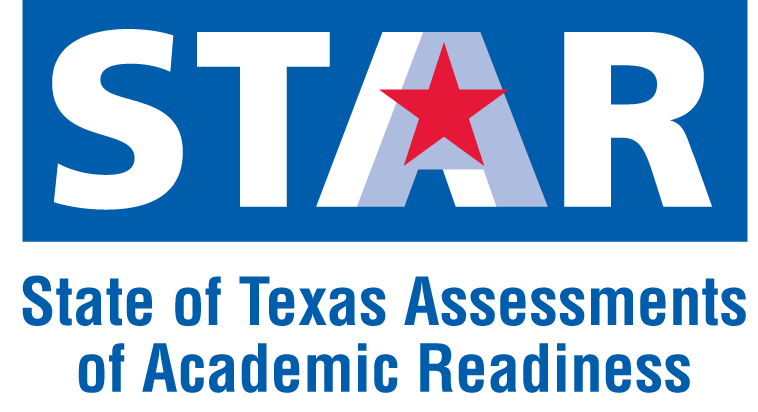 STAAR
State of Texas Assessments
of Academic Readiness